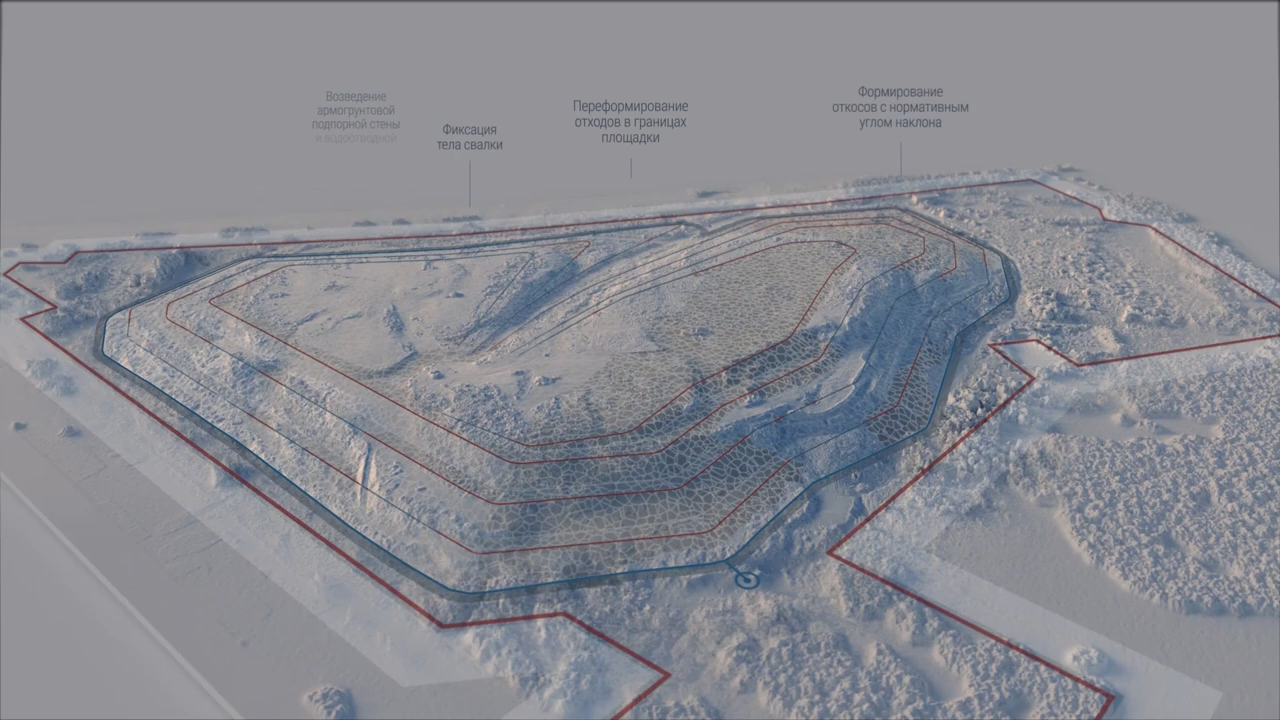 Возведение
армогрунтовой
подпорной стены
и водоотводной
Фиксация
тела свалки
Переформирование
отходов в границах
площадки
Формирование
откосов с нормативным
углом наклона